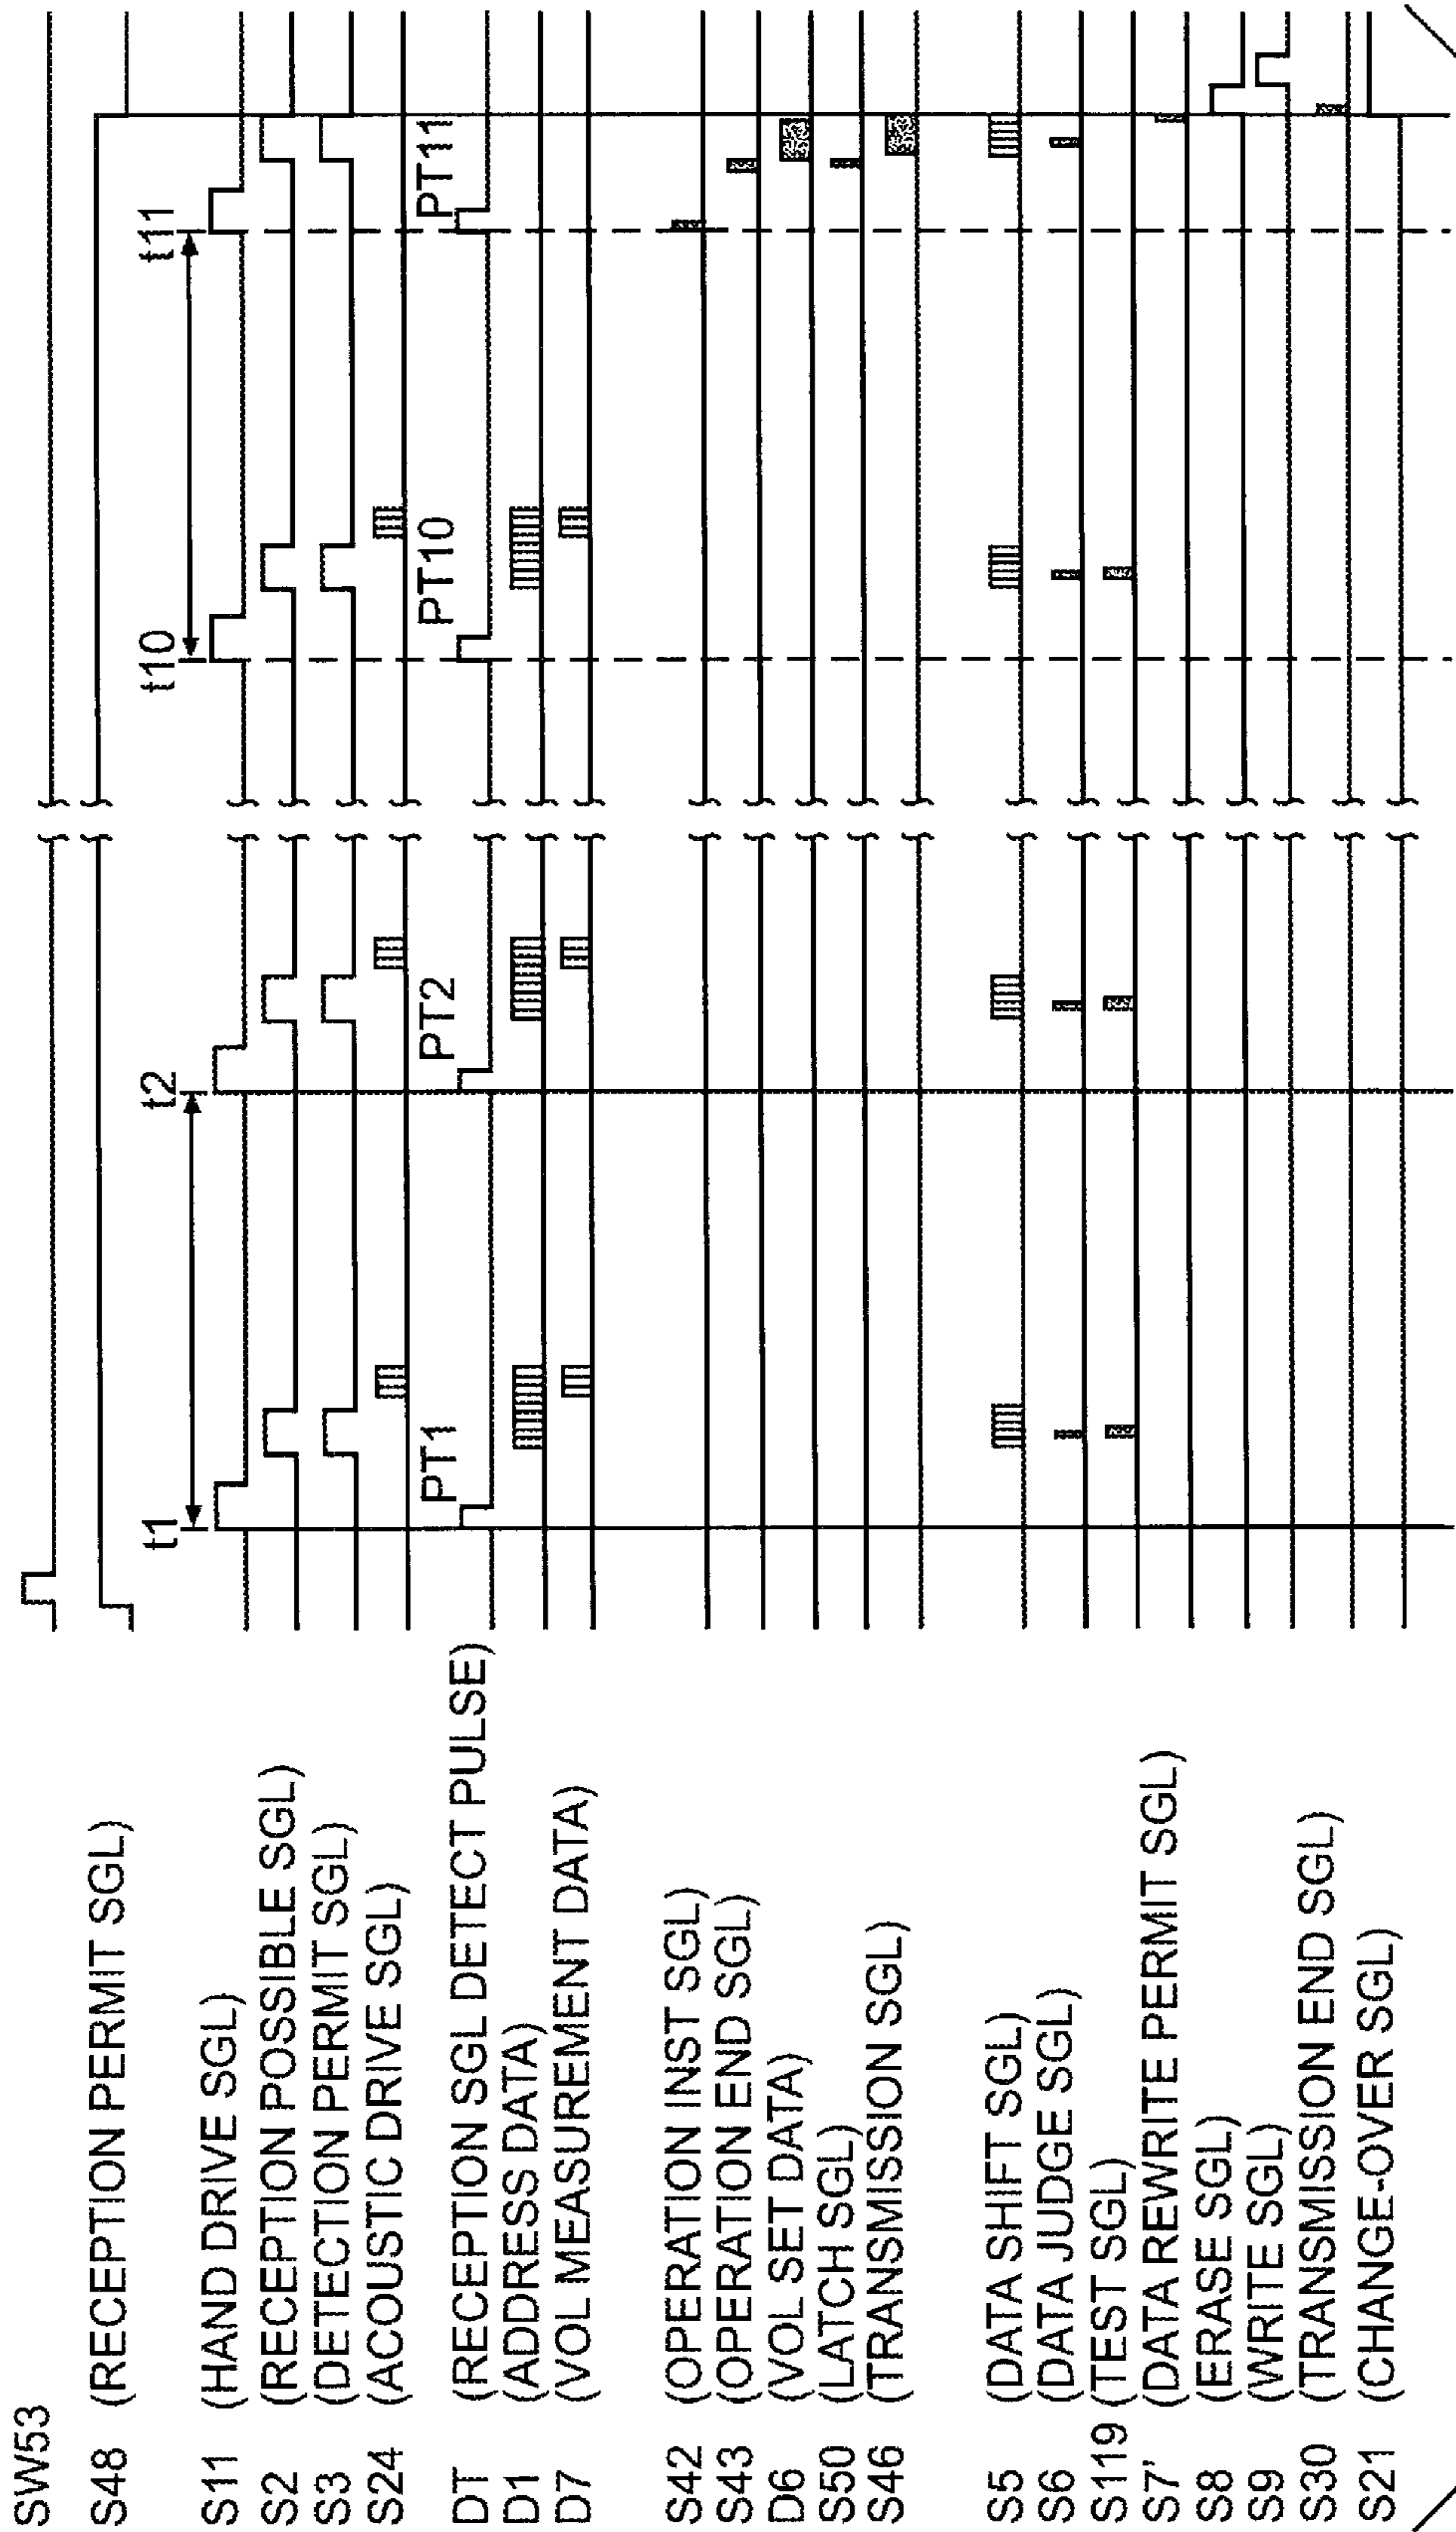 SW53
S48 (RECEPTION PERMIT SGL)
S11 (HAND DRIVE SGL)
S2 (RECEPTION POSSIBLE SGL)
S3 (DETECTION PERMIT SGL)
S24 (ACOUSTIC DRIVE SGL)
DT (RECEPTION SGL DETECT PULSE)
D1 (ADDRESS DATA)
D7 (VOL MEASUREMENT DATA)
S42 (OPERATION INST SGL)
S43 (OPERATION END SGL)
D6 (VOL SET DATA)
S50 (LATCH SGL)
S46 (TRANSMISSION SGL)
S5 (DATA SHIFT SGL)
S6 (DATA JUDGE SGL)
S119 (TEST SGL)
S7' (DATA REWRITE PERMIT SGL)
S8 (ERASE SGL)
S9 (WRITE SGL)
S30 (TRANSMISSION END SGL)
S21 (CHANGE-OVER SGL)
t1 t2 t10 t11
PT1 PT2 PT10 PT11